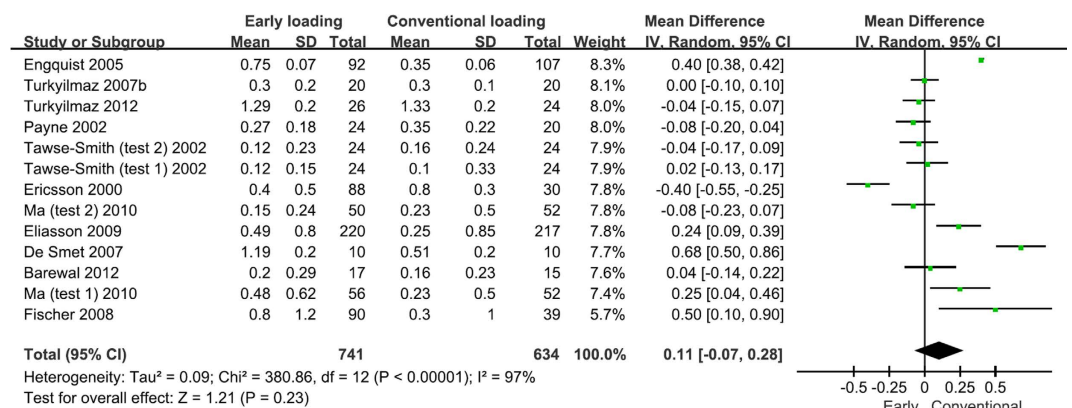 Early loading Conventional loading Mean Difference Mean Difference
Study or Subgroup Mean SD Total Mean SD Total Weight IV, Random, 95% CI IV, Random, 95% CI
Engquist 2005 0.75 0.07 92 0.35 0.06 107 8.3% 0.40 [0.38, 0.42]
Turkyilmaz 2007b 0.3 0.2 20 0.3 0.1 20 8.1% 0.00 [-0.10, 0.10]
Turkyilmaz 2012 1.29 0.2 26 1.33 0.2 24 8.0% -0.04 [-0.15, 0.07]
Payne 2002 0.27 0.18 24 0.35 0.22 20 8.0% -0.08 [-0.20, 0.04]
Tawse-Smith (test 2) 2002 0.12 0.23 24 0.16 0.24 24 7.9% -0.04 [-0.17, 0.09]
Tawse-Smith (test 1) 2002 0.12 0.15 24 0.1 0.33 24 7.9% 0.02 [-0.13, 0.17]
Ericsson 2000 0.4 0.5 88 0.8 0.3 30 7.8% -0.40 [-0.55, -0.25]
Ma (test 2) 2010 0.15 0.24 50 0.23 0.5 52 7.8% -0.08 [-0.23, 0.07]
Eliasson 2009 0.49 0.8 220 0.25 0.85 217 7.8% 0.24 [0.09, 0.39]
De Smet 2007 1.19 0.2 10 0.51 0.2 10 7.7% 0.68 [0.50, 0.86]
Barewal 2012 0.2 0.29 17 0.16 0.23 15 7.6% 0.04 [-0.14, 0.22]
Ma (test 1) 2010 0.48 0.62 56 0.23 0.5 52 7.4% 0.25 [0.04, 0.46]
Fischer 2008 0.8 1.2 90 0.3 1 39 5.7% 0.50 [0.10, 0.90]
Total (95% CI) 741 634 100.0% 0.11 [-0.07, 0.28]
Heterogeneity: Tau² = 0.09; Chi² = 380.86, df = 12 (P < 0.00001); I² = 97%
Test for overall effect: Z = 1.21 (P = 0.23)
-0.5 -0.25 0 0.25 0.5
Early Conventional